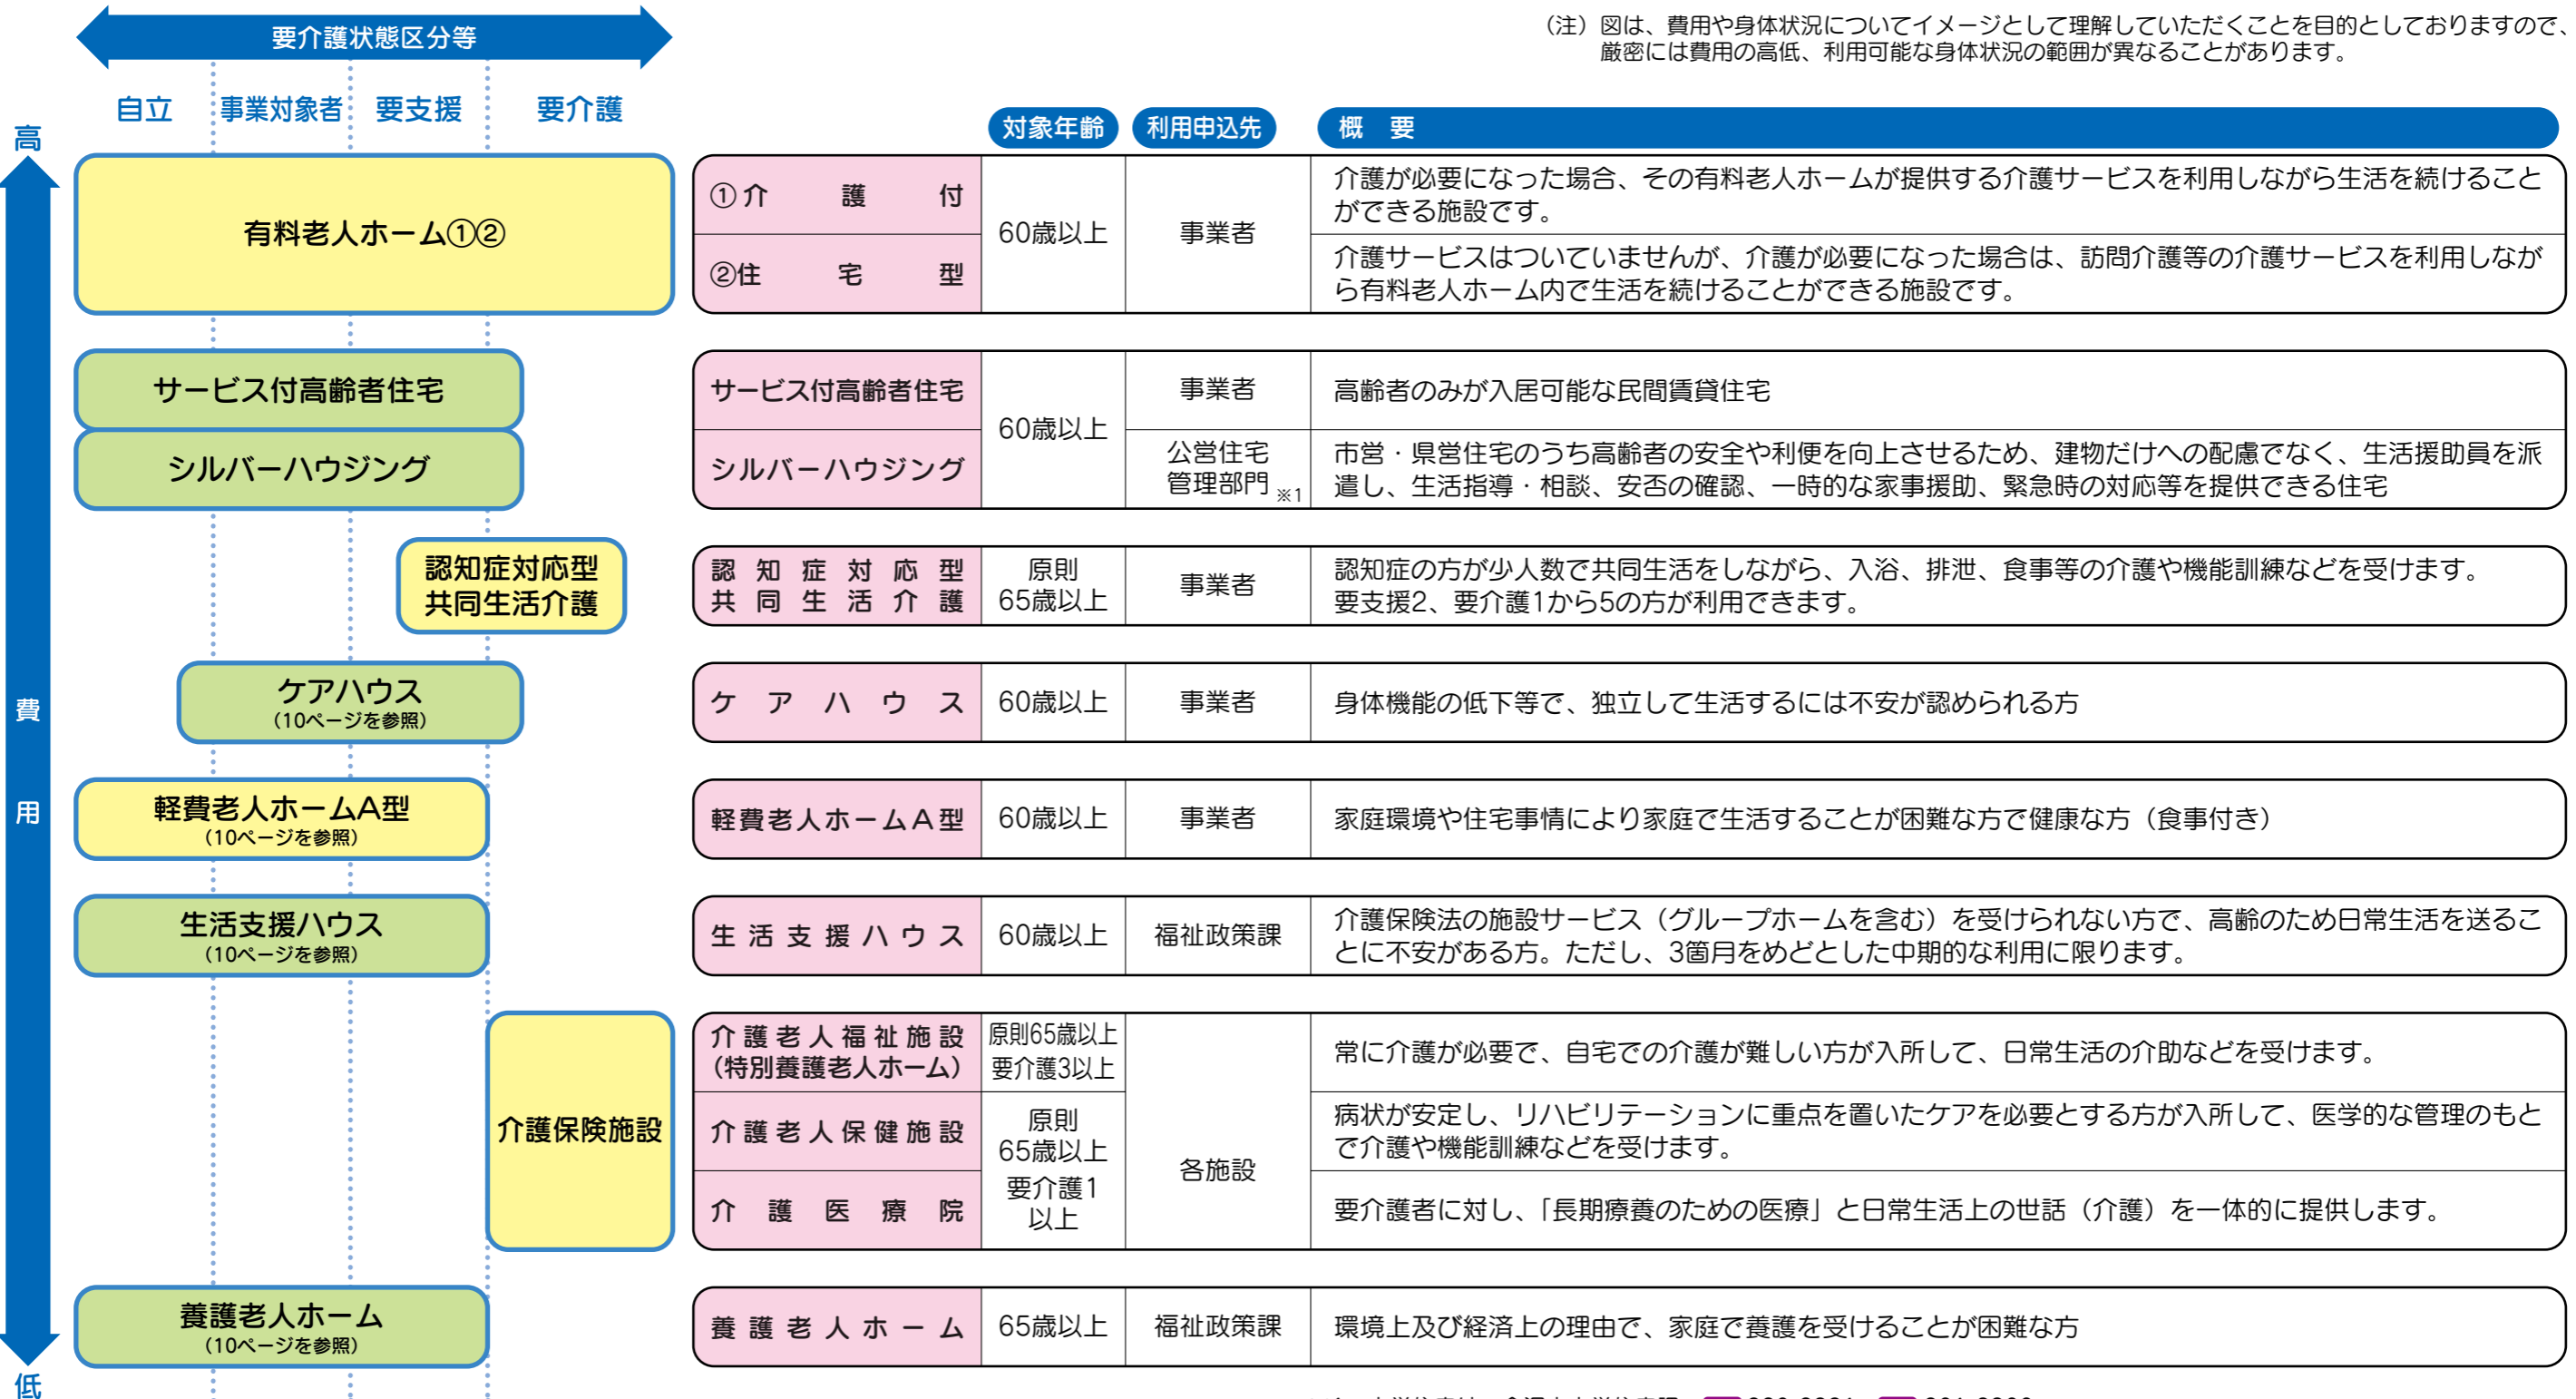 要介護状態区分等
（注）図は、費用や身体状況についてイメージとして理解していただくことを目的としておりますので、
厳密には費用の高低、利用可能な身体状況の範囲が異なることがあります。
自立 事業対象者 要支援 要介護
高
費用
低
対象年齢 利用申込先 概要
有料老人ホーム①②
①介護付
②住宅型
60歳以上
事業者
介護が必要になった場合、その有料老人ホームが提供する介護サービスを利用しながら生活を続けること
ができる施設です。
介護サービスはついていませんが、介護が必要になった場合は、訪問介護等の介護サービスを利用しなが
ら有料老人ホーム内で生活を続けることができる施設です。
サービス付高齢者住宅
シルバーハウジング
サービス付高齢者住宅
60歳以上
事業者
高齢者のみが入居可能な民間賃貸住宅
シルバーハウジング
公営住宅
管理部門 ※1
市営・県営住宅のうち高齢者の安全や利便を向上させるため、建物だけへの配慮でなく、生活援助員を派
遣し、生活指導・相談、安否の確認、一時的な家事援助、緊急時の対応等を提供できる住宅
認知症対応型
共同生活介護
認知症対応型
共同生活介護
原則
65歳以上
事業者
認知症の方が少人数で共同生活をしながら、入浴、排泄、食事等の介護や機能訓練などを受けます。
要支援2、要介護1から5の方が利用できます。
ケアハウス
（10ページを参照）
ケアハウス
60歳以上
事業者
身体機能の低下等で、独立して生活するには不安が認められる方
軽費老人ホームA型
（10ページを参照）
軽費老人ホームA型
60歳以上
事業者
家庭環境や住宅事情により家庭で生活することが困難な方で健康な方（食事付き）
生活支援ハウス
（10ページを参照）
生活支援ハウス
60歳以上
福祉政策課
介護保険法の施設サービス（グループホームを含む）を受けられない方で、高齢のため日常生活を送るこ
とに不安がある方。ただし、3箇月をめどとした中期的な利用に限ります。
介護保険施設
介護老人福祉施設
（特別養護老人ホーム）
原則65歳以上
要介護3以上
各施設
常に介護が必要で、自宅での介護が難しい方が入所して、日常生活の介助などを受けます。
介護老人保健施設
原則
65歳以上
要介護1
以上
病状が安定し、リハビリテーションに重点を置いたケアを必要とする方が入所して、医学的な管理のもと
で介護や機能訓練などを受けます。
介護医療院
要介護者に対し、「長期療養のための医療」と日常生活上の世話（介護）を一体的に提供します。
養護老人ホーム
（10ページを参照）
養護老人ホーム
65歳以上
福祉政策課
環境上及び経済上の理由で、家庭で養護を受けることが困難な方